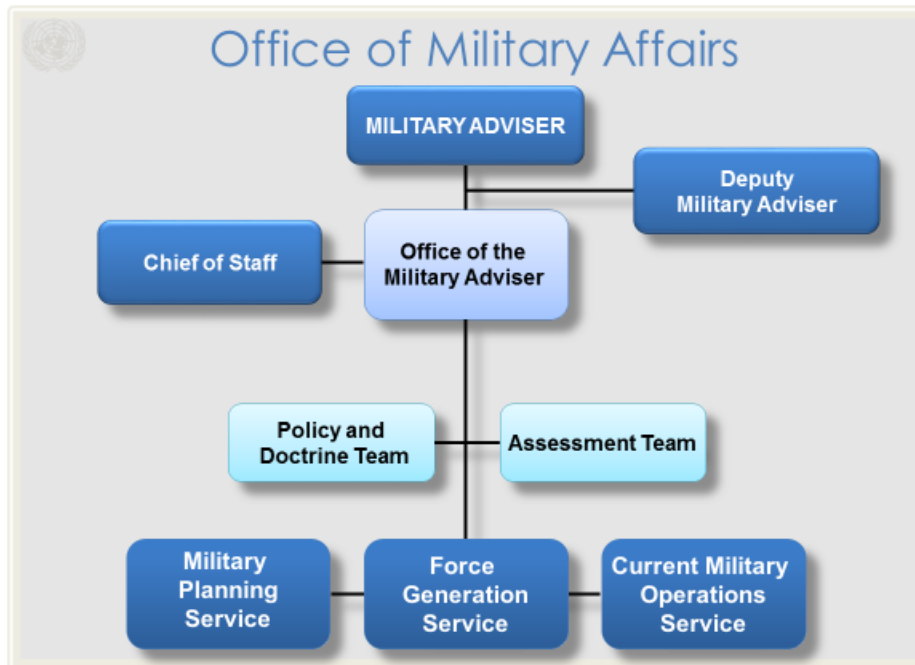 Office of Military Affairs
MILITARY ADVISER
Deputy
Military Adviser
Chief of Staff
Office of the
Military Adviser
Policy and
Doctrine Team
Assessment Team
Military
Planning
Service
Force
Generation
Service
Current Military
Operations
Service